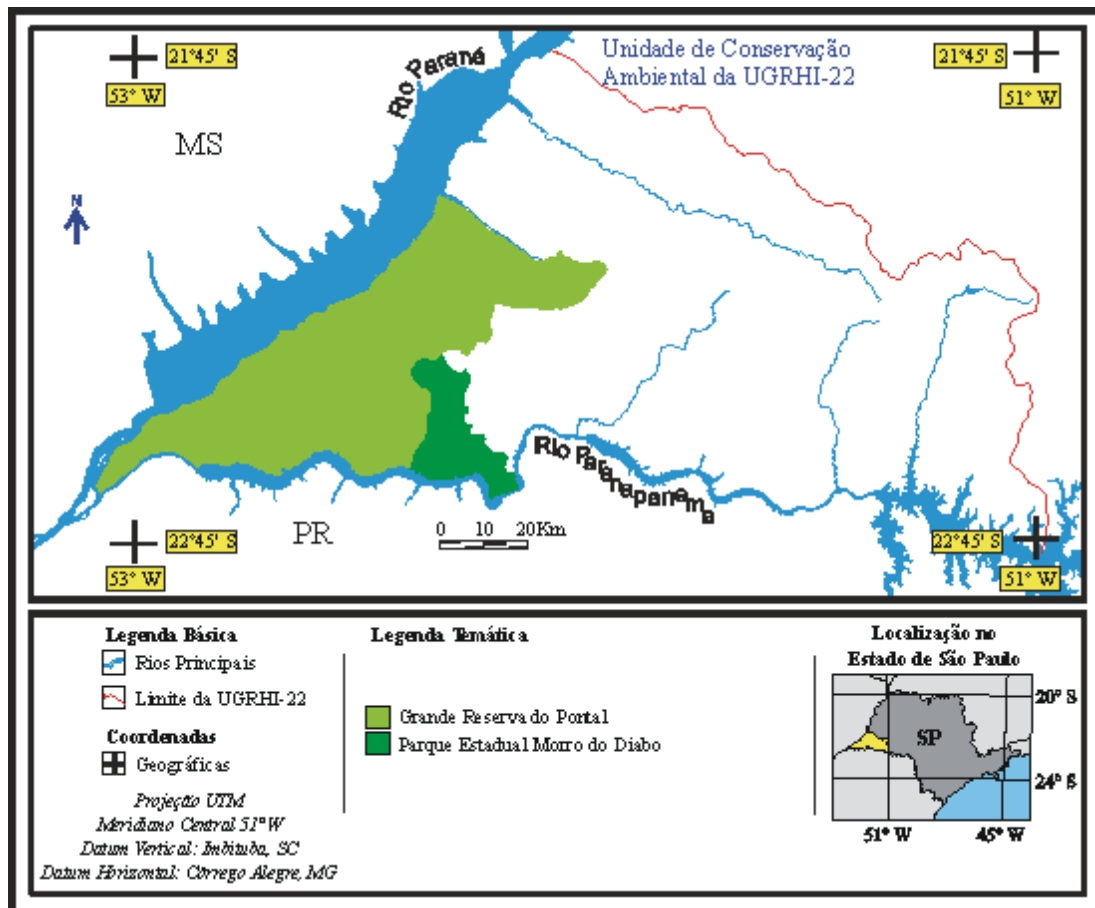 Unidade de Conservação
Ambiental da UGRHI-22
21°45' S
53° W
21°45' S
51° W
Rio Paraná
MS
N
Rio Paranapanema
PR
0 10 20Km
22°45' S
53° W
22°45' S
51° W
Legenda Básica
Rios Principais
Limite da UGRHI-22
Coordenadas
Geográficas
Projeção UTM
Meridiano Central 51° W
Datum Vertical: Imbituba, SC
Datum Horizontal: Córrego Alegre, MG
Legenda Temática
Grande Reserva do Portal
Parque Estadual Morro do Diabo
Localização no
Estado de São Paulo
20° S
SP
24° S
51° W
45° W